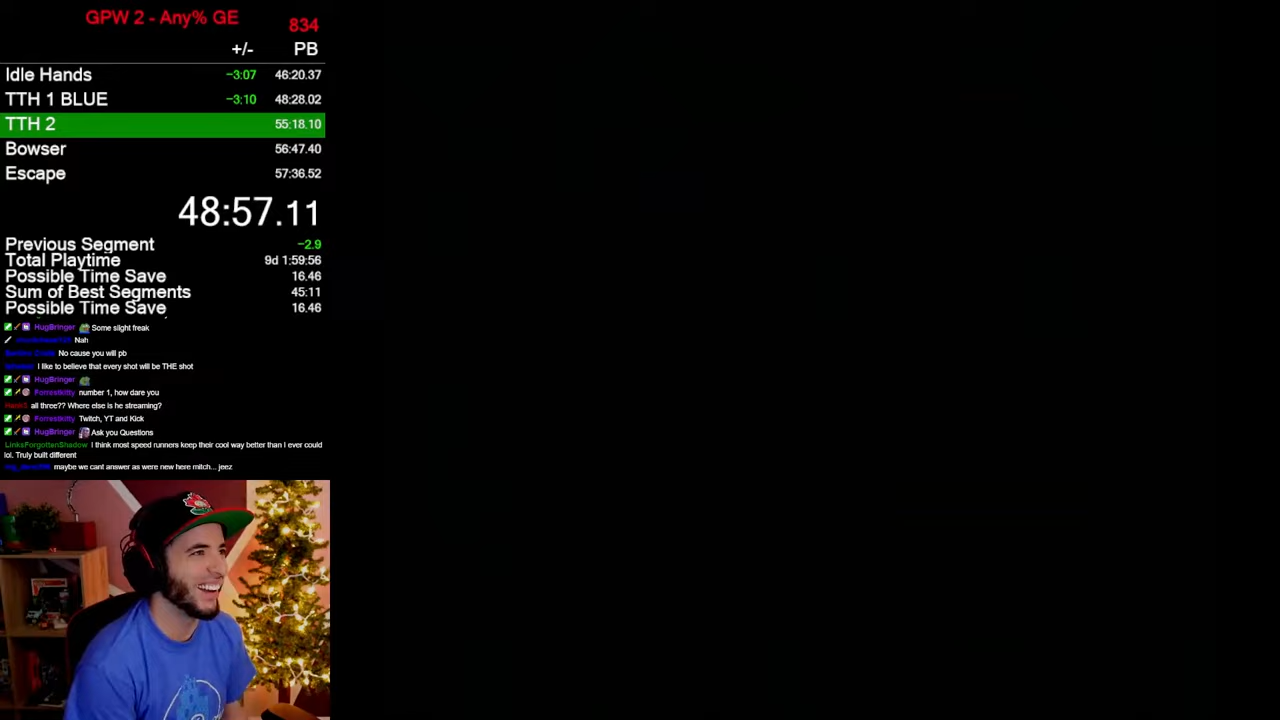 GPW 2 - Any% GE
834
+/- PB
Idle Hands -3:07 46:20.37
TTH 1 BLUE -3:10 48:28.02
TTH 2 55:18.10
Bowser 56:47.40
Escape 57:36.52
48:57.11
Previous Segment -2.9
Total Playtime 9d 1:59:56
Possible Time Save 16.46
Sum of Best Segments 45:11
Possible Time Save 16.46
HugBringer Some slight freak
Nah
No cause you will pb
I like to believe that every shot will be THE shot
HugBringer
Forrestkitty number 1, how dare you
all three?? Where else is he streaming?
Forrestkitty Twitch, YT and Kick
HugBringer Ask you Questions
LinksForgottenShadow I think most speed runners keep their cool way better than I ever could
lol. Truly built different
maybe we cant answer as were new here mitch... jeez